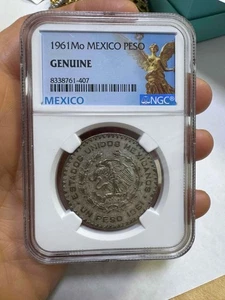 1961Mo MEXICO PESO
GENUINE
8338761-407
MEXICO
NGC
ESTADOS UNIDOS MEXICANOS
UN PESO